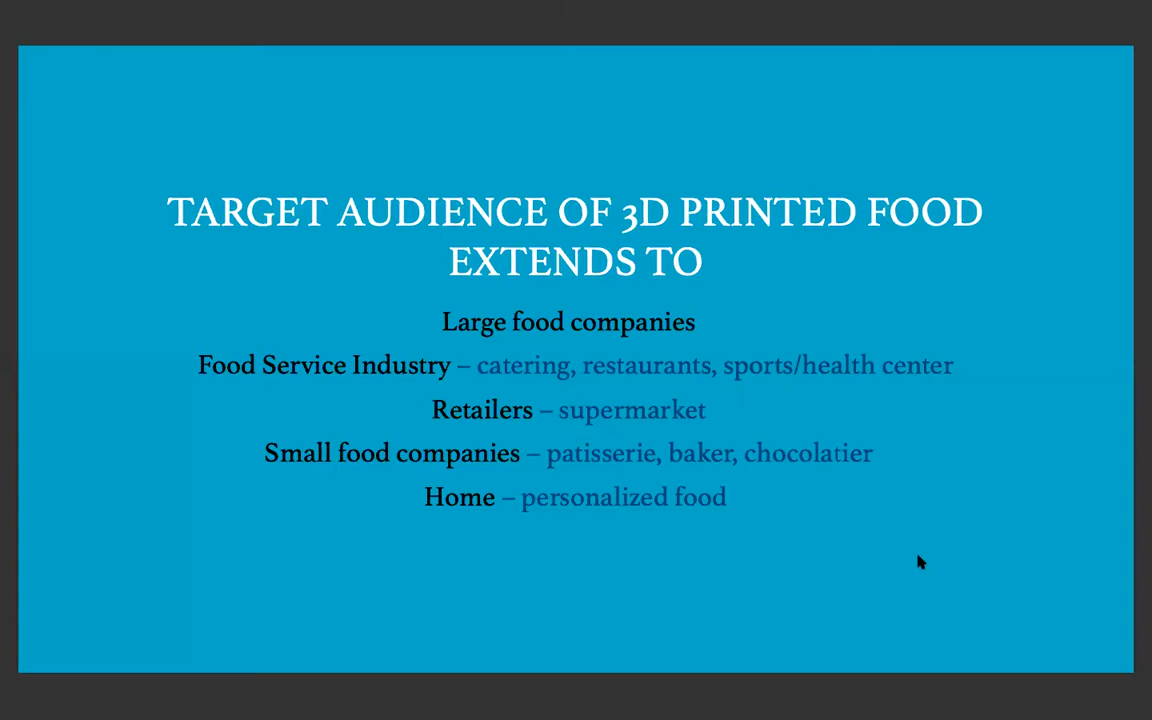 TARGET AUDIENCE OF 3D PRINTED FOOD
EXTENDS TO
Large food companies
Food Service Industry – catering, restaurants, sports/health center
Retailers – supermarket
Small food companies – patisserie, baker, chocolatier
Home – personalized food